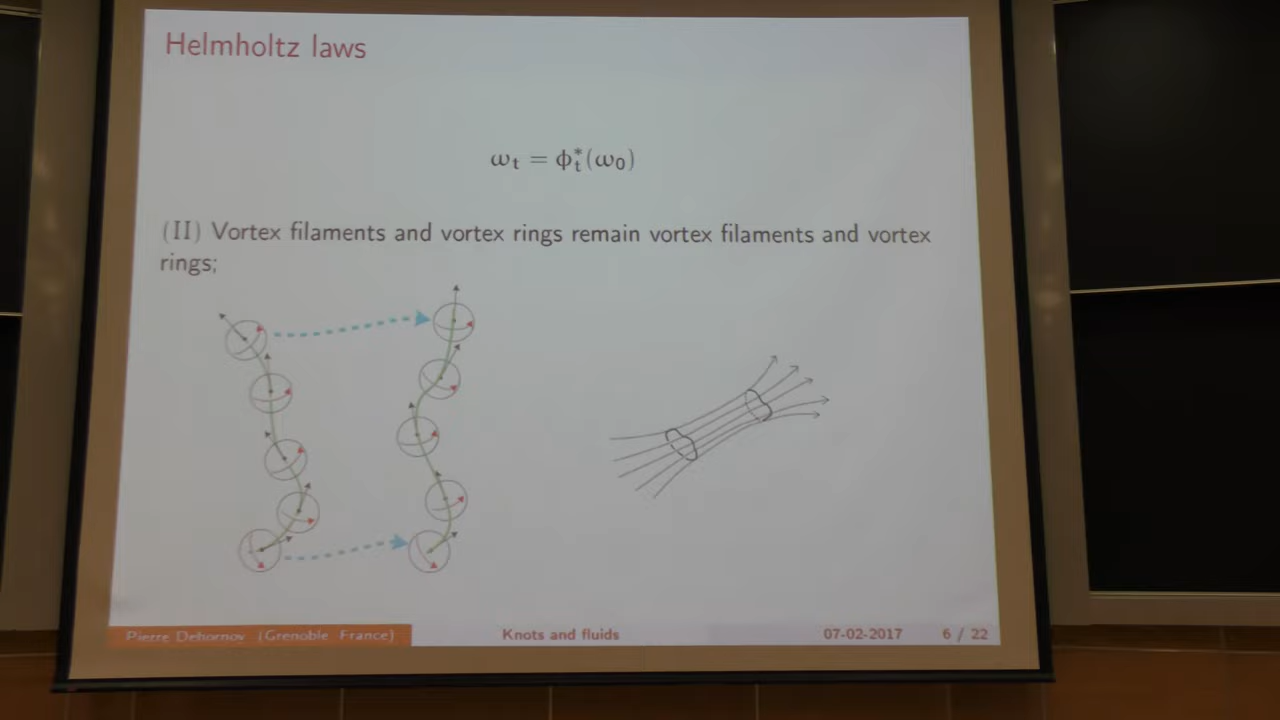 Helmholtz laws
ωₜ = ϕₜ*(ω₀)
(II) Vortex filaments and vortex rings remain vortex filaments and vortex
rings;
Pierre Dehornoy (Grenoble France) Knots and fluids 07-02-2017 6 / 22